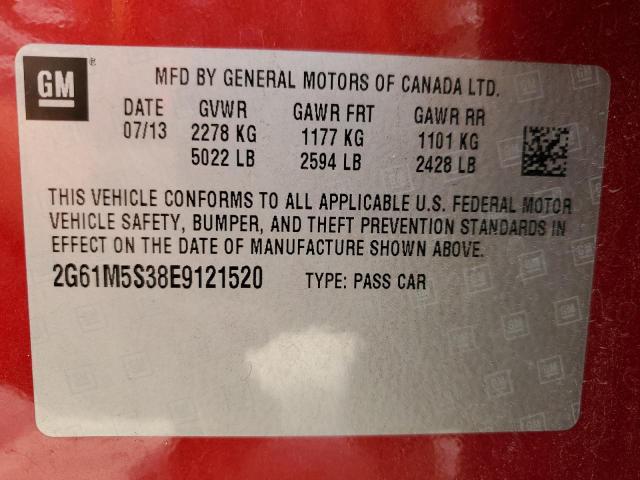 GM®
MFD BY GENERAL MOTORS OF CANADA LTD.
DATE GVWR GAWR FRT GAWR RR
07/13 2278 KG 1177 KG 1101 KG
5022 LB 2594 LB 2428 LB
THIS VEHICLE CONFORMS TO ALL APPLICABLE U.S. FEDERAL MOTOR
VEHICLE SAFETY, BUMPER, AND THEFT PREVENTION STANDARDS IN
EFFECT ON THE DATE OF MANUFACTURE SHOWN ABOVE.
2G61M5S38E9121520 TYPE: PASS CAR